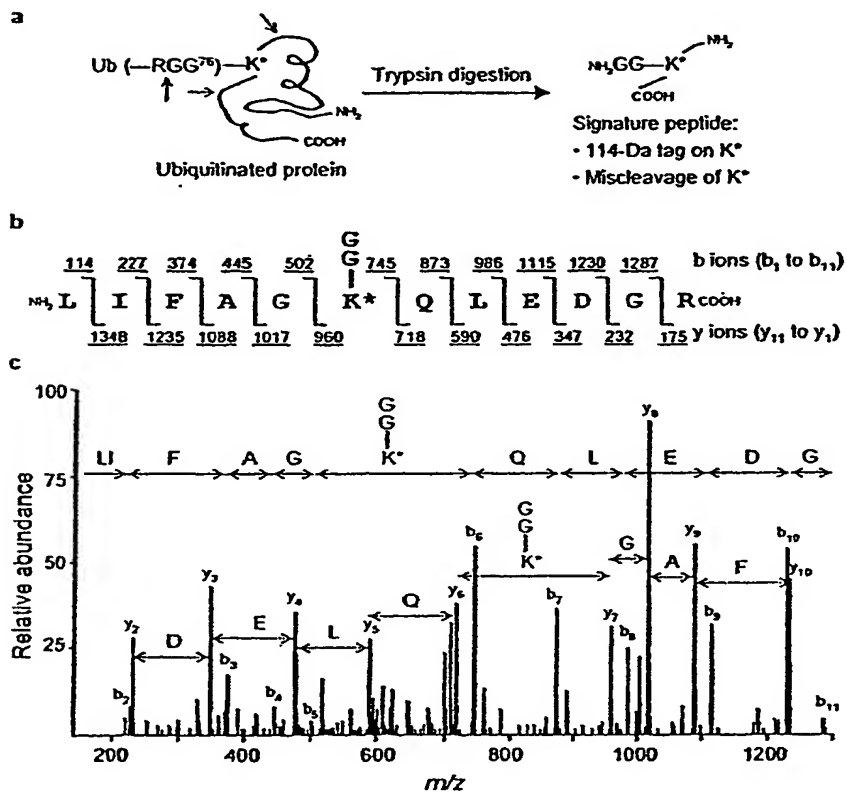 a
Ub (—RGG76)—K*
NH2
COOH
Ubiquitinated protein
Trypsin digestion
NH2GG—K*
NH2
COOH
Signature peptide:
• 114-Da tag on K*
• Miscleavage of K*
b
G
G
114 227 374 445 502 745 873 986 1115 1230 1287 b ions (b1 to b11)
NH2 L I F A G K* Q L E D G R COOH
1348 1235 1088 1017 960 718 590 476 347 232 175 y ions (y11 to y1)
c
100
75
50
25
Relative abundance
G
G
L/I F A G K* Q L E D G
G
G
K*
G A F
D E L Q
b2 y2 y3 b3 b4 y4 b5 y5 y6 b6 b7 y7 b8 y8 y9 b9 b10 y10 b11
200 400 600 800 1000 1200
m/z